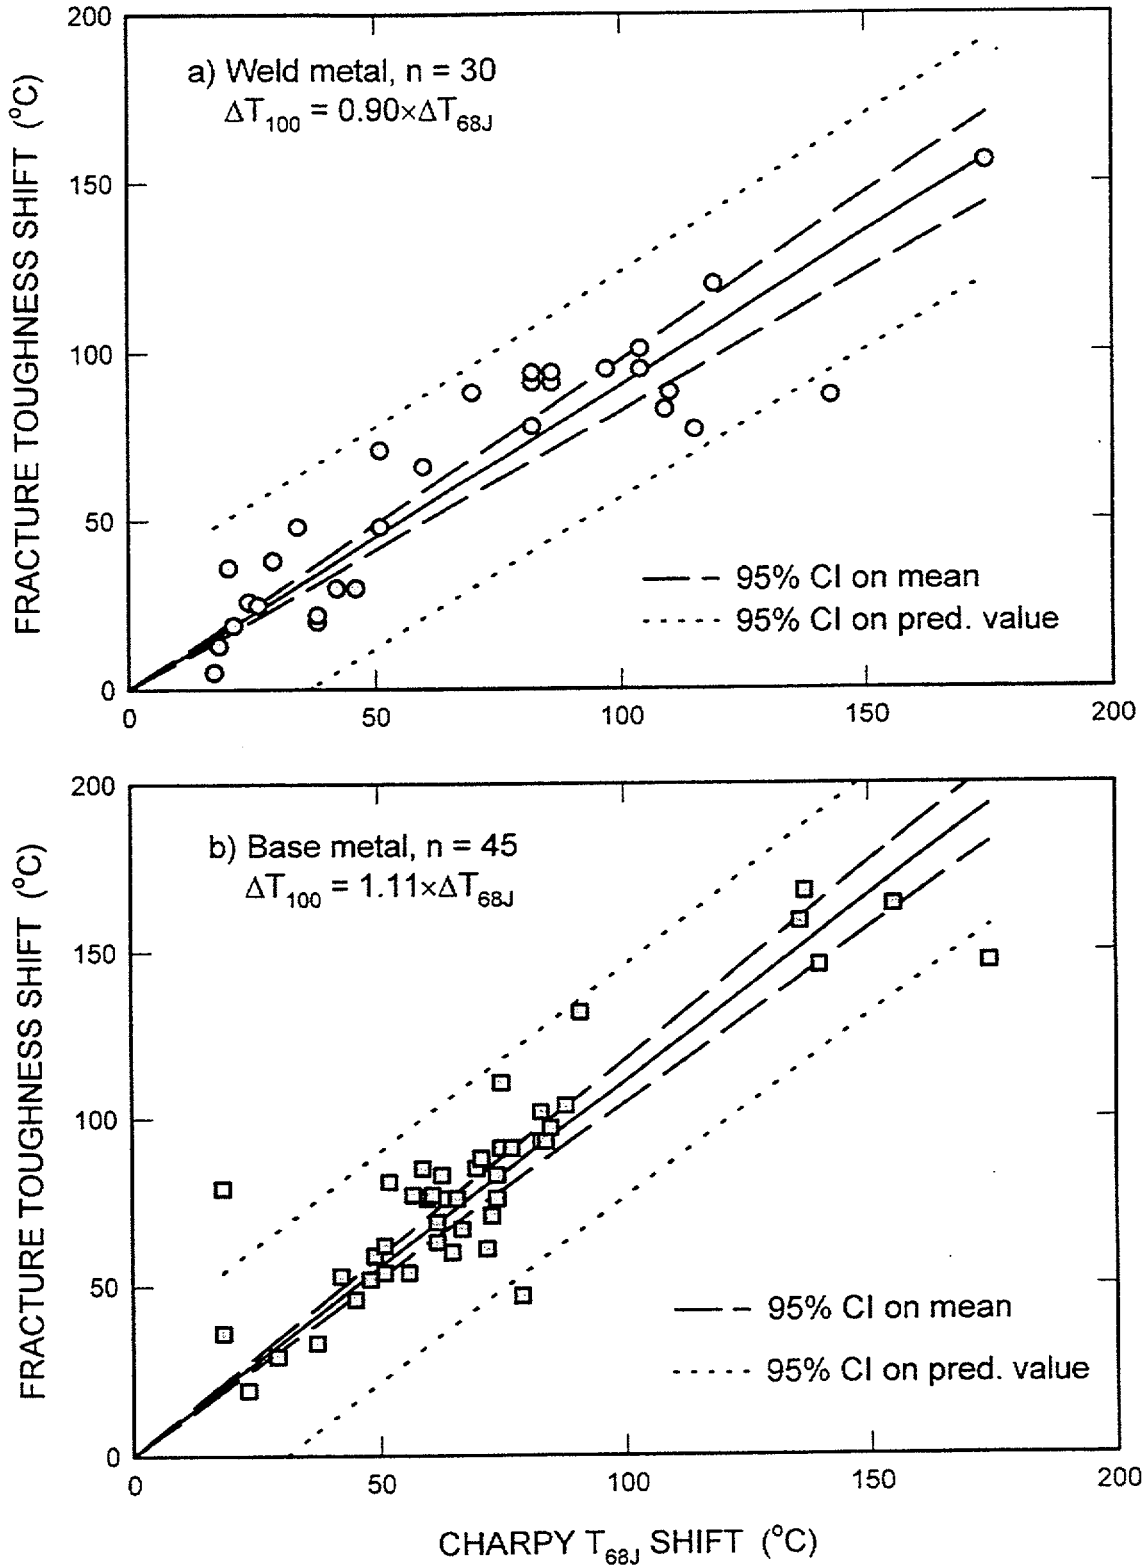 FRACTURE TOUGHNESS SHIFT (°C)
200
150
100
50
0
a) Weld metal, n = 30
ΔT₁₀₀ = 0.90×ΔT₆₈J
95% CI on mean
95% CI on pred. value
0 50 100 150 200
FRACTURE TOUGHNESS SHIFT (°C)
200
150
100
50
0
b) Base metal, n = 45
ΔT₁₀₀ = 1.11×ΔT₆₈J
95% CI on mean
95% CI on pred. value
0 50 100 150 200
CHARPY T₆₈J SHIFT (°C)